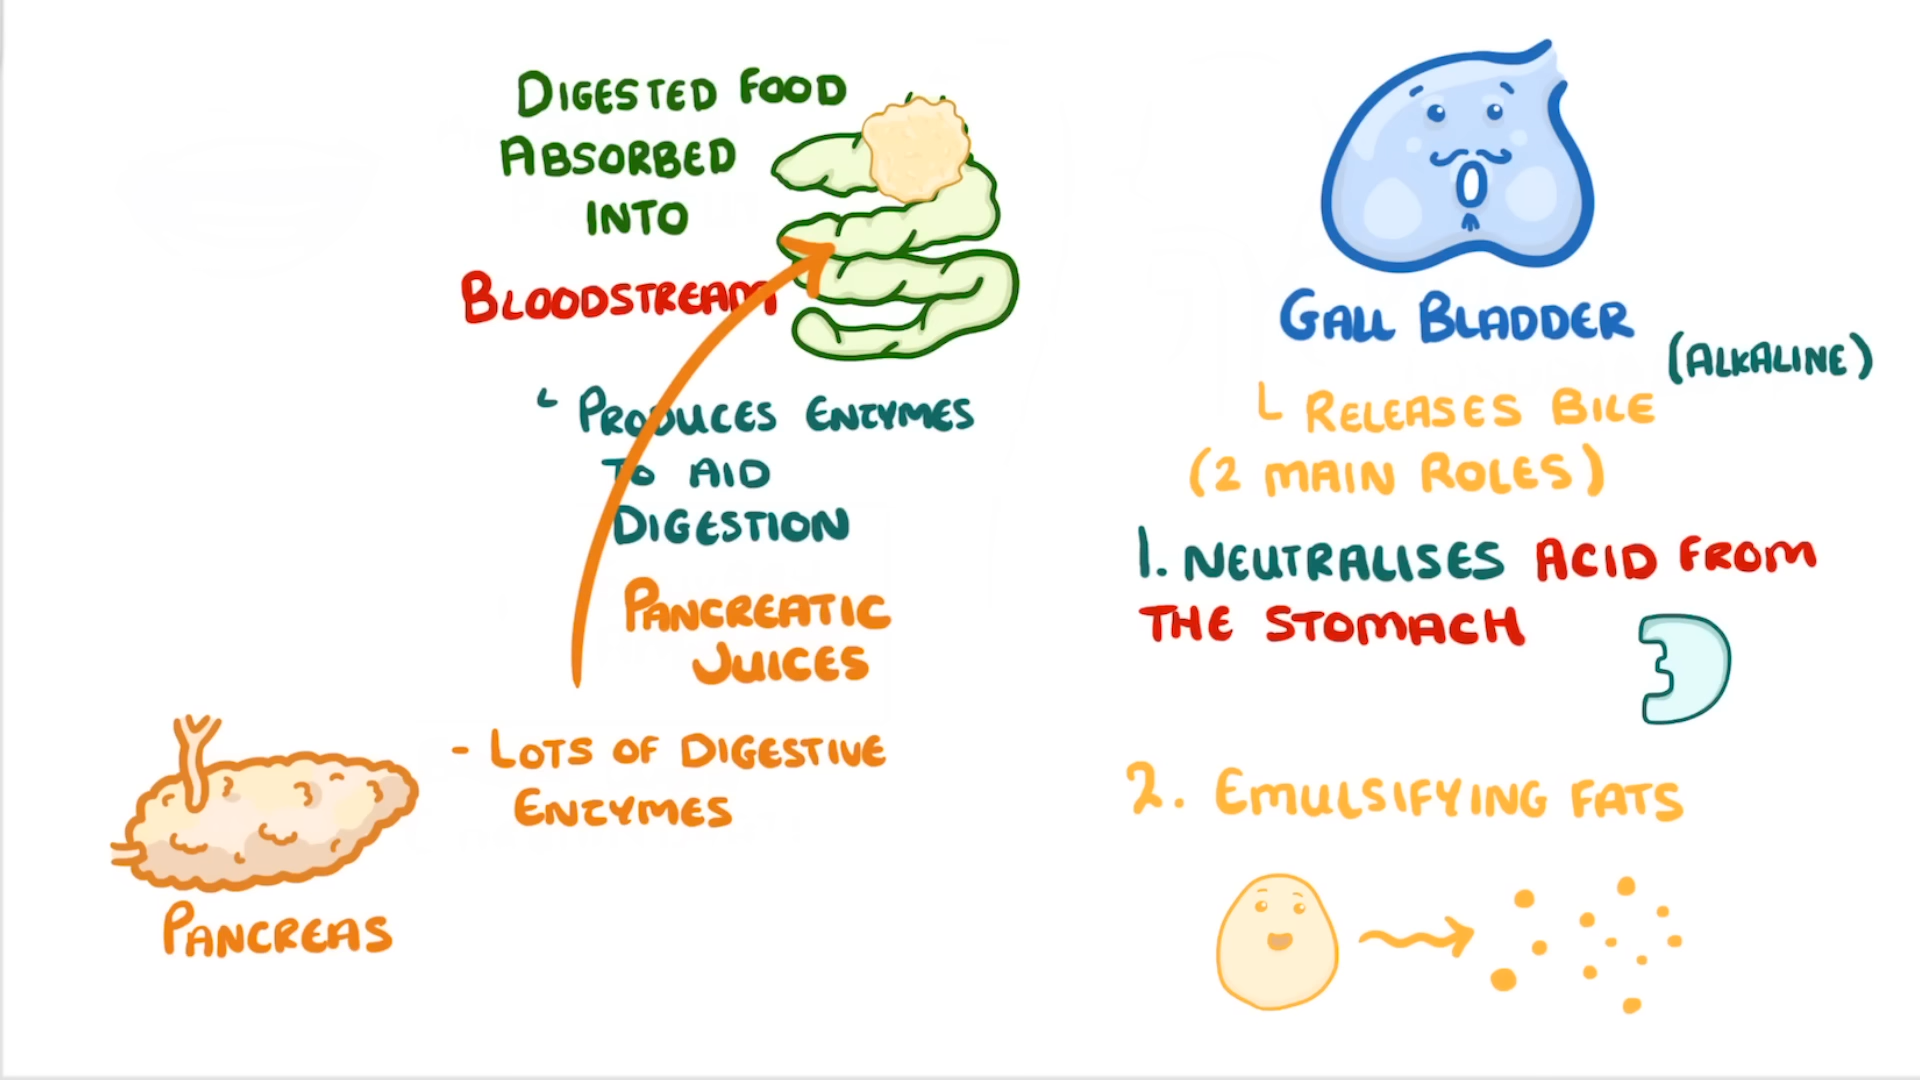 DIGESTED FOOD
ABSORBED
INTO
BLOODSTREAM
PRODUCES ENZYMES
TO AID
DIGESTION
PANCREATIC
JUICES
- LOTS OF DIGESTIVE
ENZYMES
PANCREAS
GALL BLADDER
(ALKALINE)
RELEASES BILE
(2 MAIN ROLES)
1. NEUTRALISES ACID FROM
THE STOMACH
2. EMULSIFYING FATS